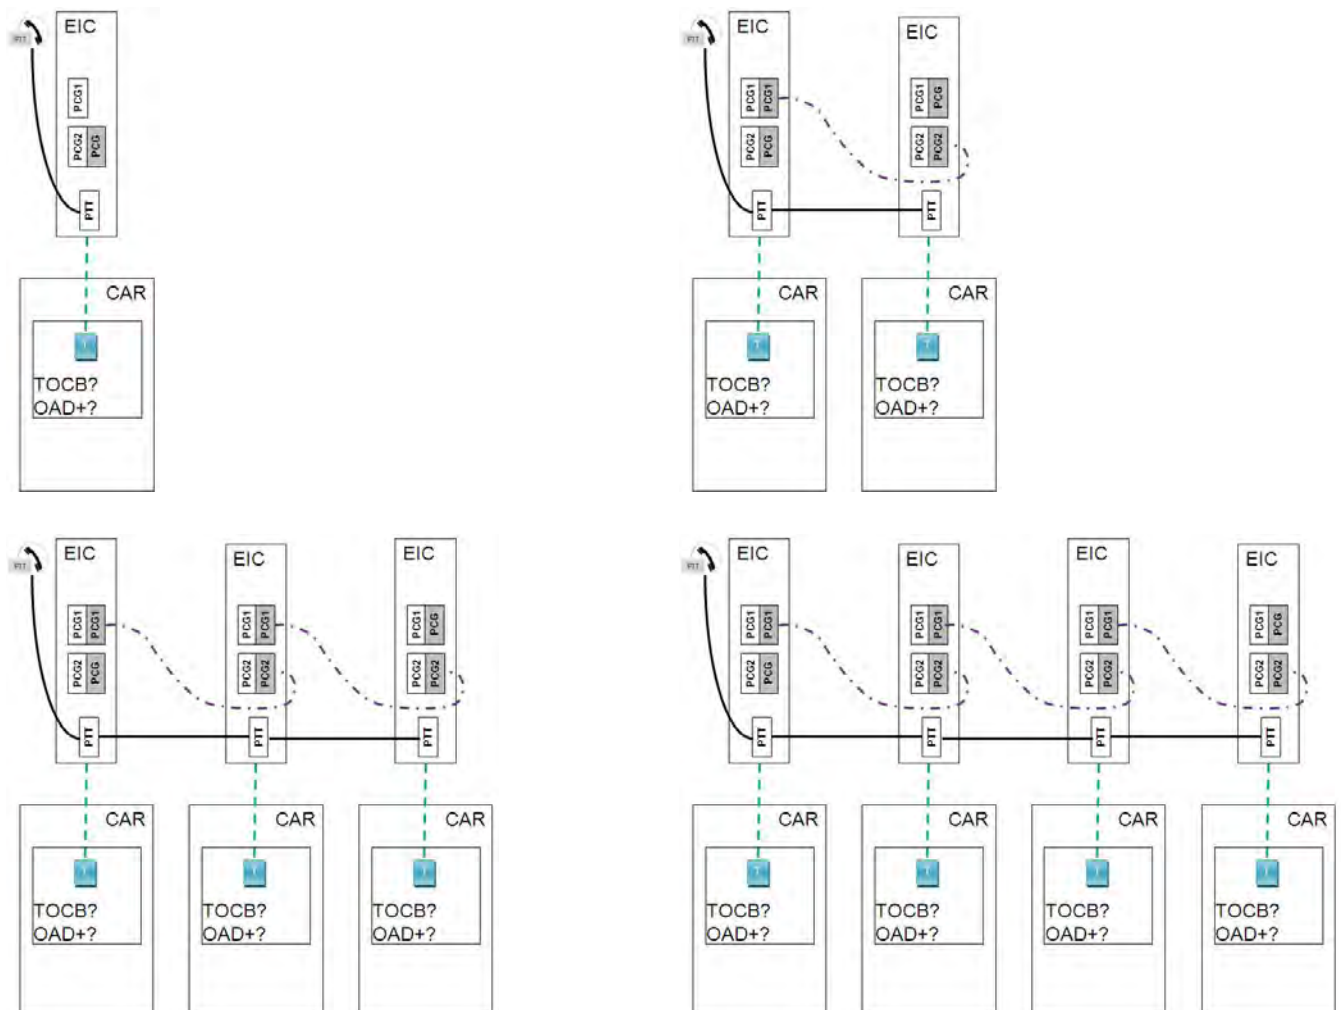 EIC
PTT
PCG1
PCG2 PCG
PTT
CAR
TOCB?
OAD+?
EIC EIC
PTT
PCG1 PCG1 PCG1 PCG
PCG2 PCG PCG2 PCG2
PTT PTT
CAR CAR
TOCB? TOCB?
OAD+? OAD+?
EIC EIC EIC
PTT
PCG1 PCG1 PCG1 PCG1 PCG1 PCG
PCG2 PCG PCG2 PCG2 PCG2 PCG2
PTT PTT PTT
CAR CAR CAR
TOCB? TOCB? TOCB?
OAD+? OAD+? OAD+?
EIC EIC EIC EIC
PTT
PCG1 PCG1 PCG1 PCG1 PCG1 PCG1 PCG1 PCG
PCG2 PCG PCG2 PCG2 PCG2 PCG2 PCG2 PCG2
PTT PTT PTT PTT
CAR CAR CAR CAR
TOCB? TOCB? TOCB? TOCB?
OAD+? OAD+? OAD+? OAD+?